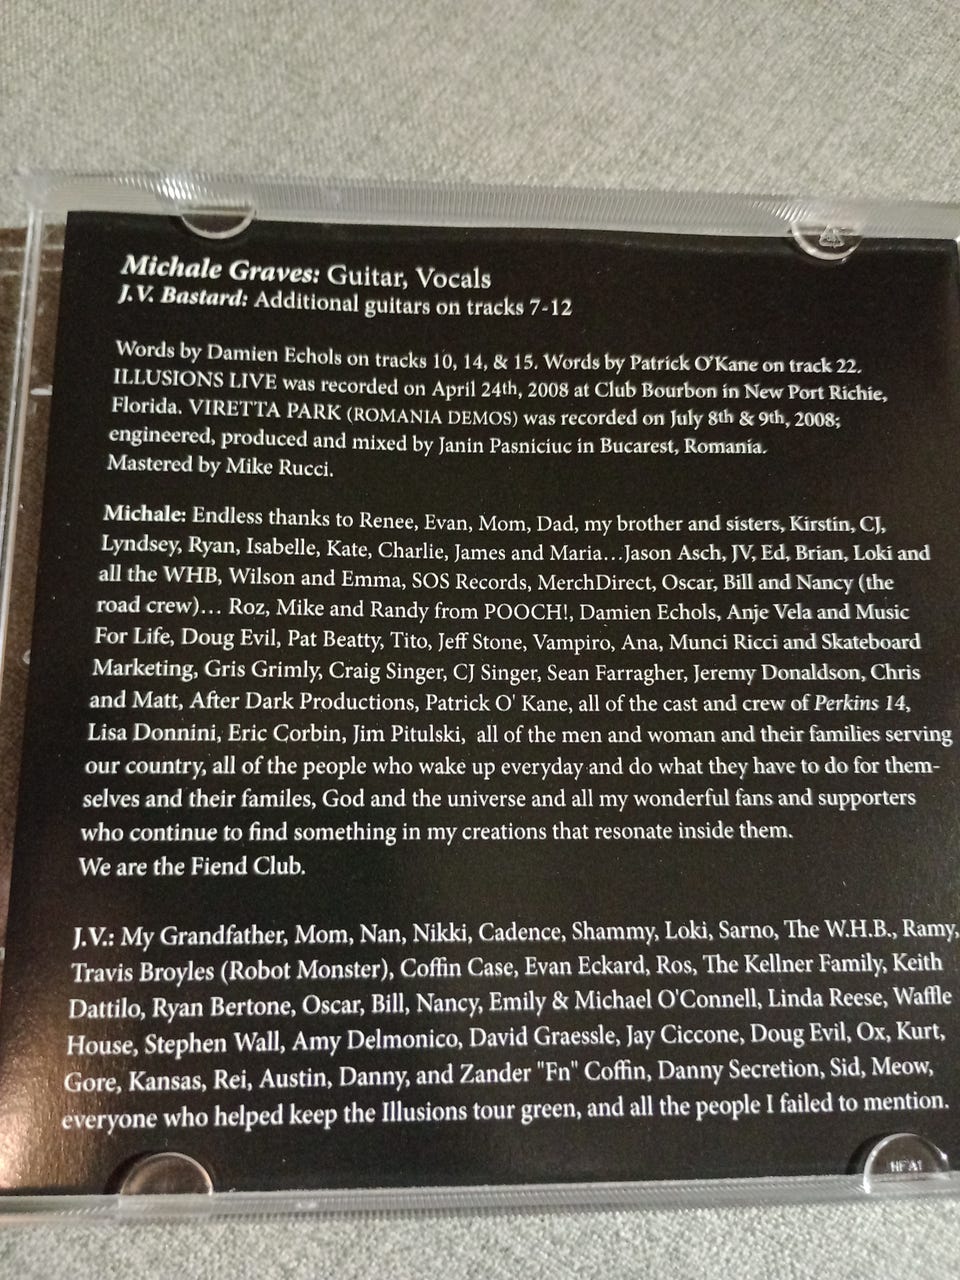 Michale Graves: Guitar, Vocals
J.V. Bastard: Additional guitars on tracks 7-12
Words by Damien Echols on tracks 10, 14, & 15. Words by Patrick O'Kane on track 22.
ILLUSIONS LIVE was recorded on April 24th, 2008 at Club Bourbon in New Port Richie,
Florida. VIRETTA PARK (ROMANIA DEMOS) was recorded on July 8th & 9th, 2008;
engineered, produced and mixed by Janin Pasniciuc in Bucarest, Romania.
Mastered by Mike Rucci.
Michale: Endless thanks to Renee, Evan, Mom, Dad, my brother and sisters, Kirstin, CJ,
Lyndsey, Ryan, Isabelle, Kate, Charlie, James and Maria...Jason Asch, JV, Ed, Brian, Loki and
all the WHB, Wilson and Emma, SOS Records, MerchDirect, Oscar, Bill and Nancy (the
road crew)... Roz, Mike and Randy from POOCH!, Damien Echols, Anje Vela and Music
For Life, Doug Evil, Pat Beatty, Tito, Jeff Stone, Vampiro, Ana, Munci Ricci and Skateboard
Marketing, Gris Grimly, Craig Singer, CJ Singer, Sean Farragher, Jeremy Donaldson, Chris
and Matt, After Dark Productions, Patrick O' Kane, all of the cast and crew of Perkins 14,
Lisa Donnini, Eric Corbin, Jim Pitulski, all of the men and woman and their families serving
our country, all of the people who wake up everyday and do what they have to do for them-
selves and their familes, God and the universe and all my wonderful fans and supporters
who continue to find something in my creations that resonate inside them.
We are the Fiend Club.
J.V.: My Grandfather, Mom, Nan, Nikki, Cadence, Shammy, Loki, Sarno, The W.H.B., Ramy,
Travis Broyles (Robot Monster), Coffin Case, Evan Eckard, Ros, The Kellner Family, Keith
Dattilo, Ryan Bertone, Oscar, Bill, Nancy, Emily & Michael O'Connell, Linda Reese, Waffle
House, Stephen Wall, Amy Delmonico, David Graessle, Jay Ciccone, Doug Evil, Ox, Kurt,
Gore, Kansas, Rei, Austin, Danny, and Zander "Fn" Coffin, Danny Secretion, Sid, Meow,
everyone who helped keep the Illusions tour green, and all the people I failed to mention.